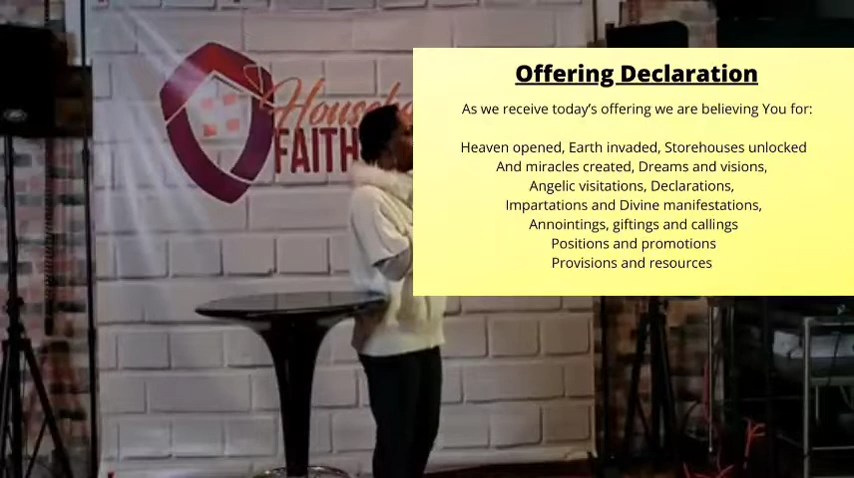 Offering Declaration
As we receive today's offering we are believing You for:
Heaven opened, Earth invaded, Storehouses unlocked
And miracles created, Dreams and visions,
Angelic visitations, Declarations,
Impartations and Divine manifestations,
Annointings, giftings and callings
Positions and promotions
Provisions and resources
FAITH